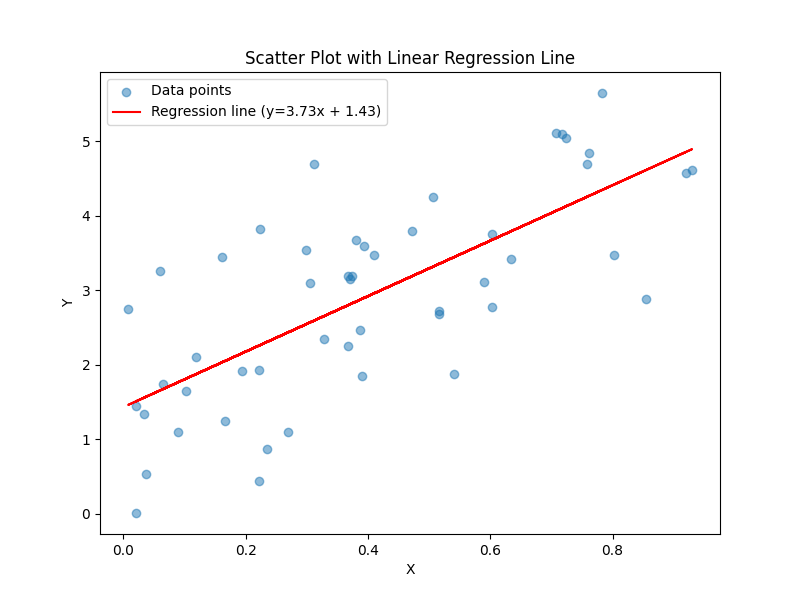 Scatter Plot with Linear Regression Line
Data points
Regression line (y=3.73x + 1.43)
5
4
3
2
1
0
Y
0.0 0.2 0.4 0.6 0.8
X